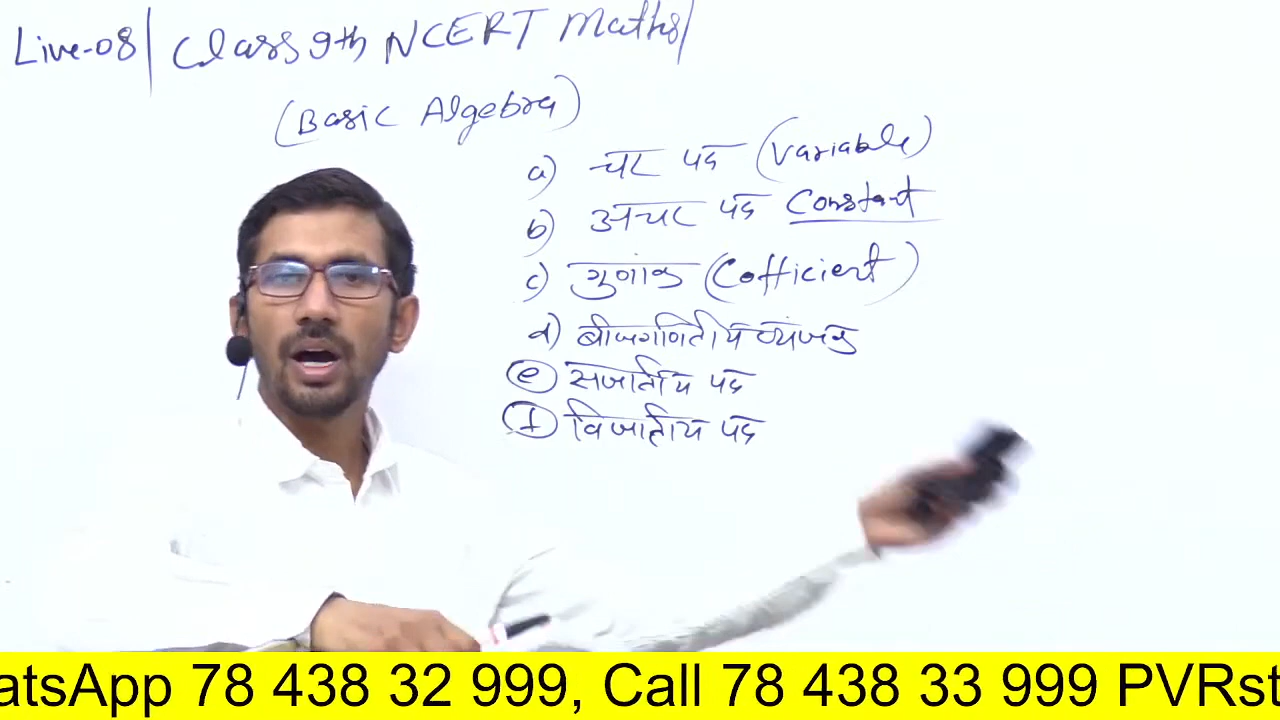 Live-08| Class 9th NCERT Maths|
(Basic Algebra)
a) चर पद (Variable)
b) अचर पद Constant
c) गुणांक (Cofficient)
d) बीजगणितीय व्यंजक
e) सजातीय पद
f) विजातीय पद
atsApp 78 438 32 999, Call 78 438 33 999 PVRst